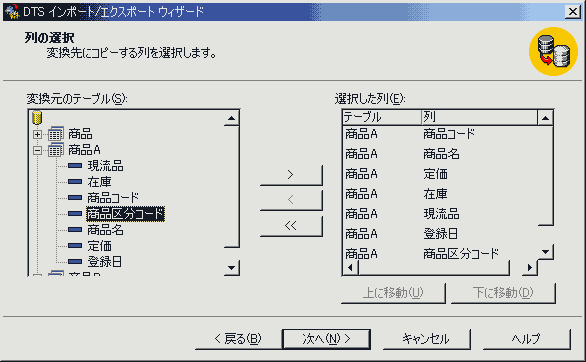 DTS インポート/エクスポート ウィザード
列の選択
変換先にコピーする列を選択します。
変換元のテーブル(S):
商品
商品A
現流品
在庫
商品コード
商品区分コード
商品名
定価
登録日
選択した列(E):
テーブル 列
商品A 商品コード
商品A 商品名
商品A 定価
商品A 在庫
商品A 現流品
商品A 登録日
商品A 商品区分コード
>
<
<<
上に移動(U) 下に移動(D)
< 戻る(B) 次へ(N) > キャンセル ヘルプ